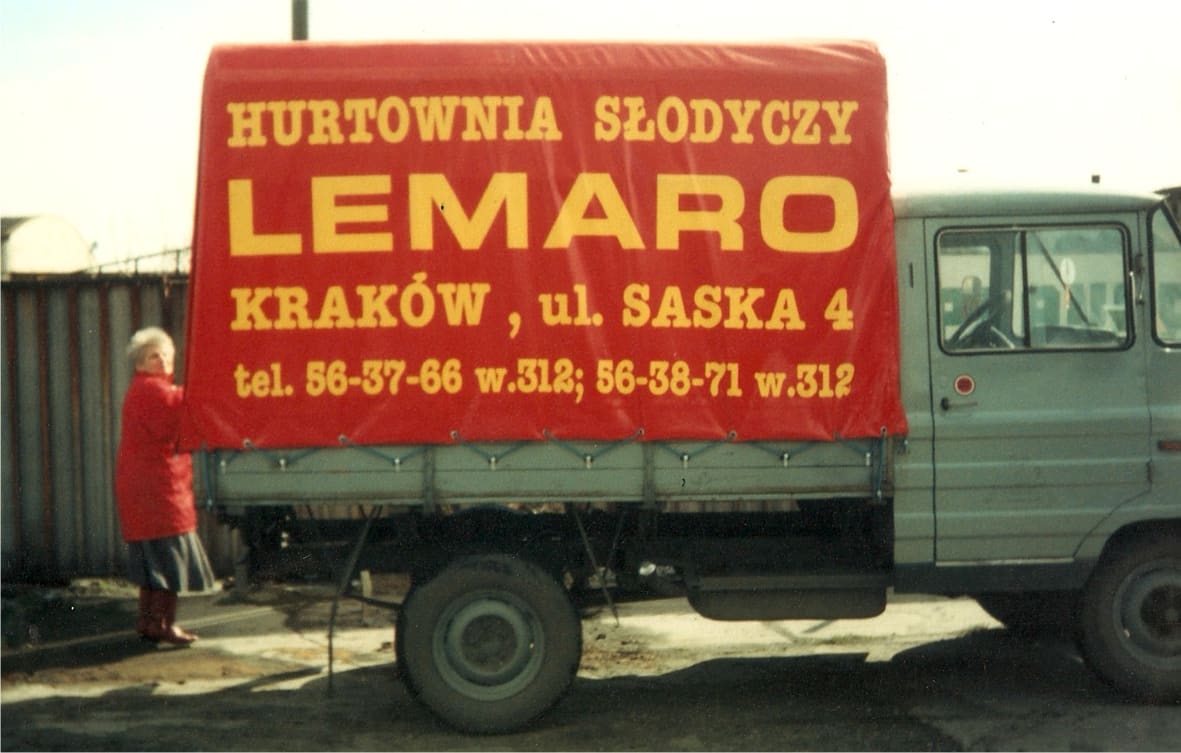 HURTOWNIA SŁODYCZY
LEMARO
KRAKÓW , ul. SASKA 4
tel. 56-37-66 w.312; 56-38-71 w.312